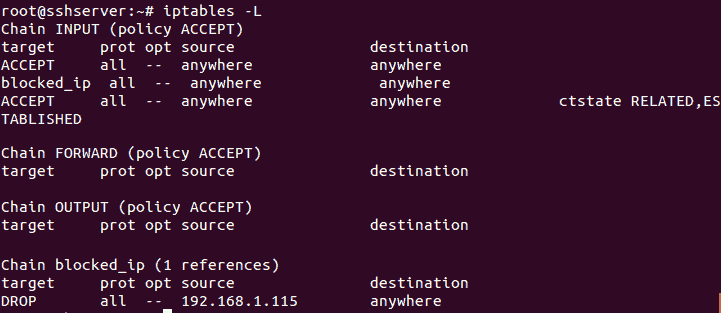 root@sshserver:~# iptables -L
Chain INPUT (policy ACCEPT)
target     prot opt source               destination
ACCEPT     all  --  anywhere             anywhere
blocked_ip  all  --  anywhere             anywhere
ACCEPT     all  --  anywhere             anywhere             ctstate RELATED,ES
TABLISHED
Chain FORWARD (policy ACCEPT)
target     prot opt source               destination
Chain OUTPUT (policy ACCEPT)
target     prot opt source               destination
Chain blocked_ip (1 references)
target     prot opt source               destination
DROP       all  --  192.168.1.115        anywhere